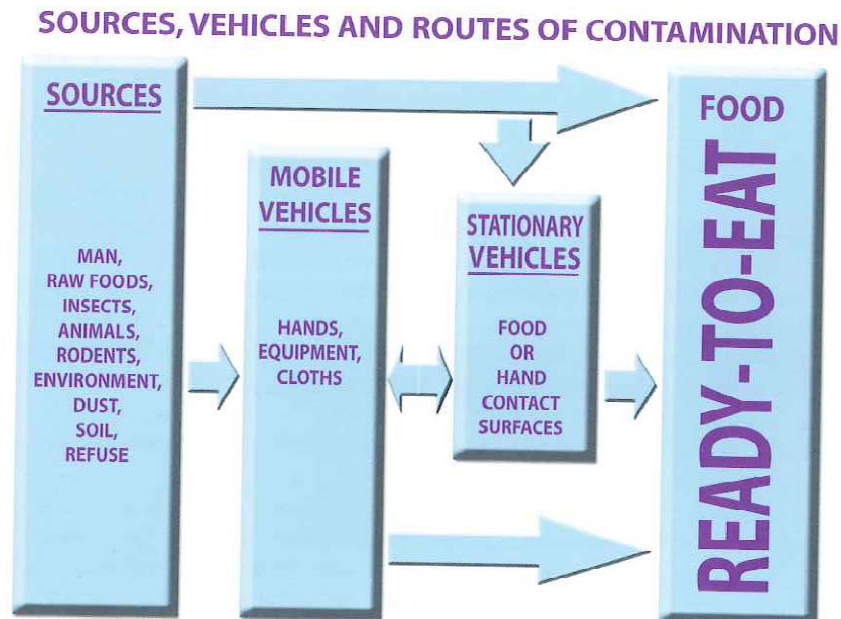 SOURCES, VEHICLES AND ROUTES OF CONTAMINATION
SOURCES
MAN,
RAW FOODS,
INSECTS,
ANIMALS,
RODENTS,
ENVIRONMENT,
DUST,
SOIL,
REFUSE
MOBILE
VEHICLES
HANDS,
EQUIPMENT,
CLOTHS
STATIONARY
VEHICLES
FOOD
OR
HAND
CONTACT
SURFACES
FOOD
READY-TO-EAT